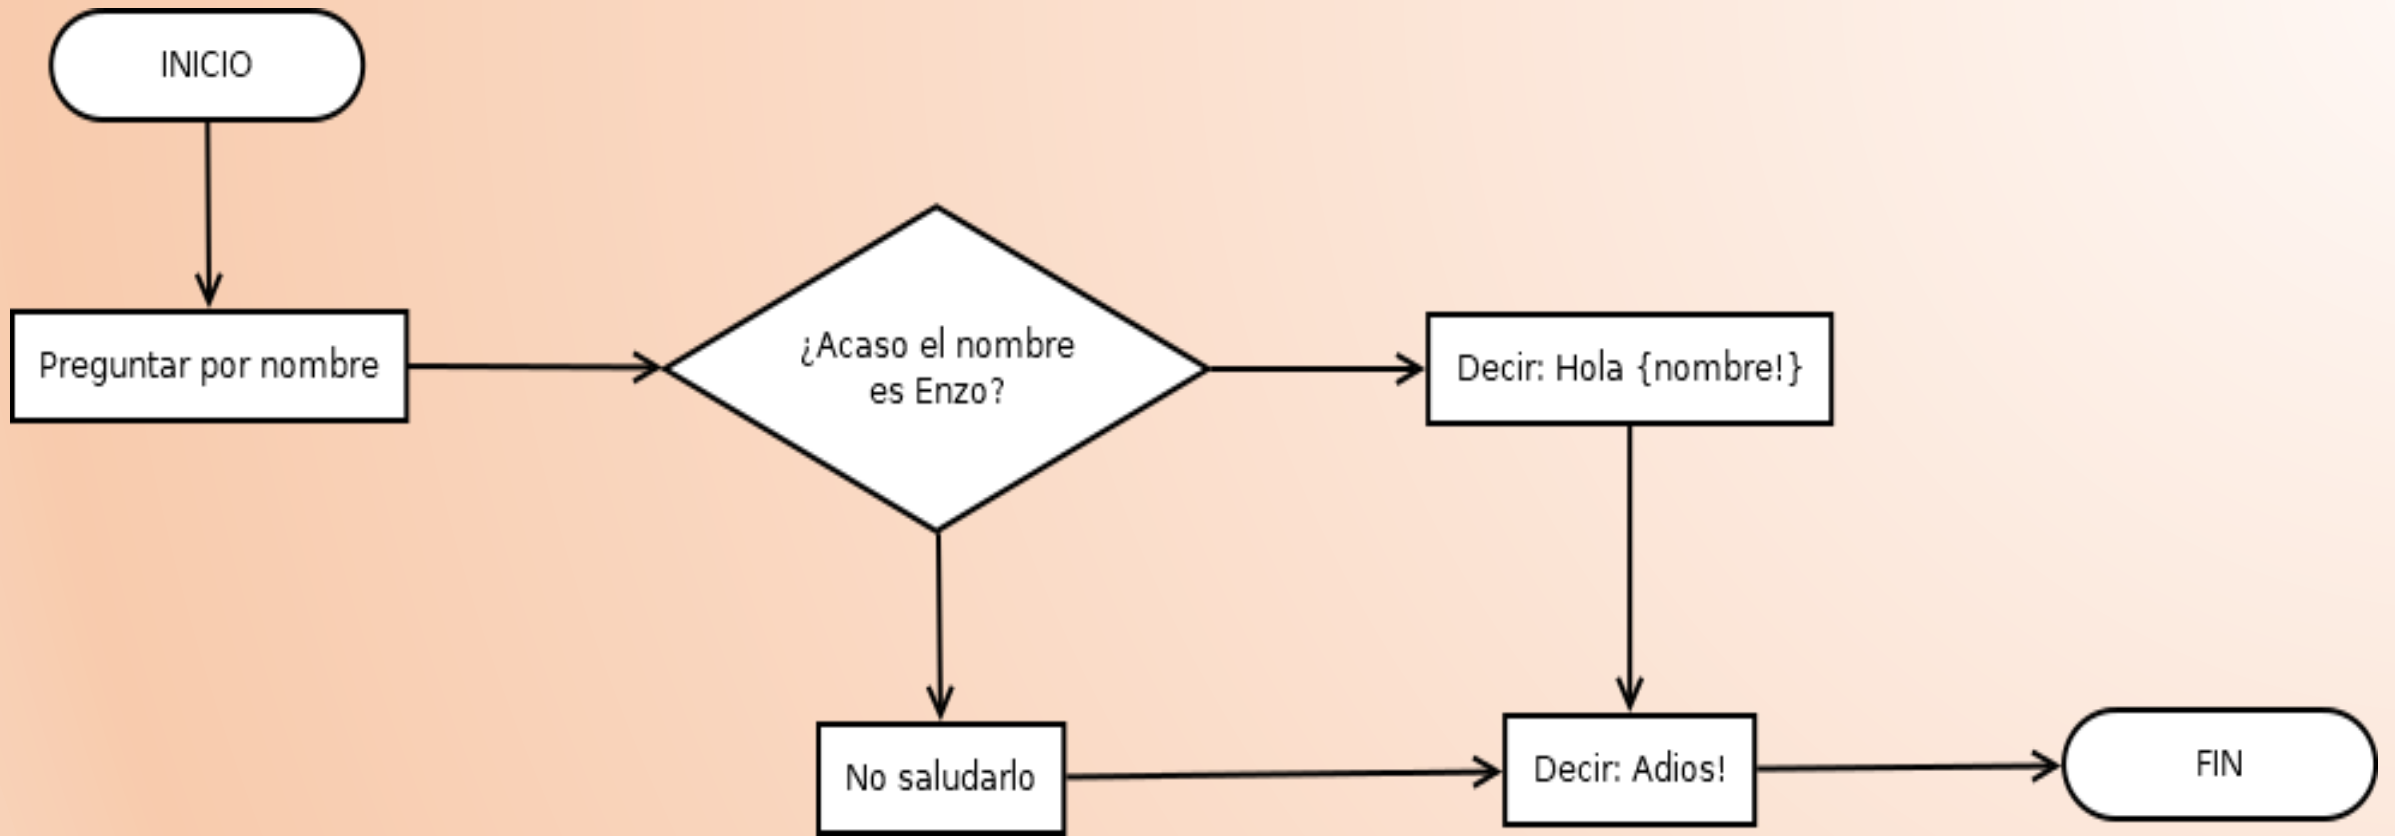 INICIO
Preguntar por nombre
¿Acaso el nombre
es Enzo?
Decir: Hola {nombre!}
No saludarlo
Decir: Adios!
FIN